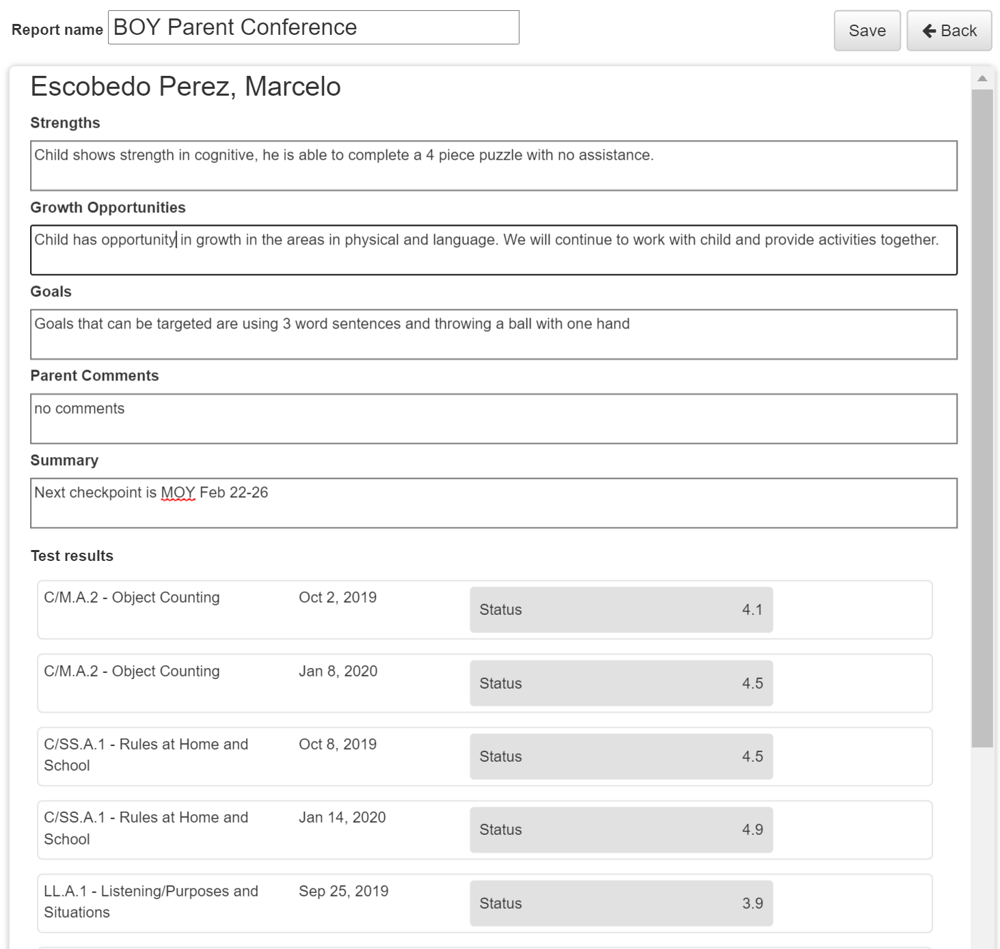 Report name BOY Parent Conference Save Back
Escobedo Perez, Marcelo
Strengths
Child shows strength in cognitive, he is able to complete a 4 piece puzzle with no assistance.
Growth Opportunities
Child has opportunity in growth in the areas in physical and language. We will continue to work with child and provide activities together.
Goals
Goals that can be targeted are using 3 word sentences and throwing a ball with one hand
Parent Comments
no comments
Summary
Next checkpoint is MOY Feb 22-26
Test results
C/M.A.2 - Object Counting Oct 2, 2019 Status 4.1
C/M.A.2 - Object Counting Jan 8, 2020 Status 4.5
C/SS.A.1 - Rules at Home and Oct 8, 2019 Status 4.5
School
C/SS.A.1 - Rules at Home and Jan 14, 2020 Status 4.9
School
LL.A.1 - Listening/Purposes and Sep 25, 2019 Status 3.9
Situations